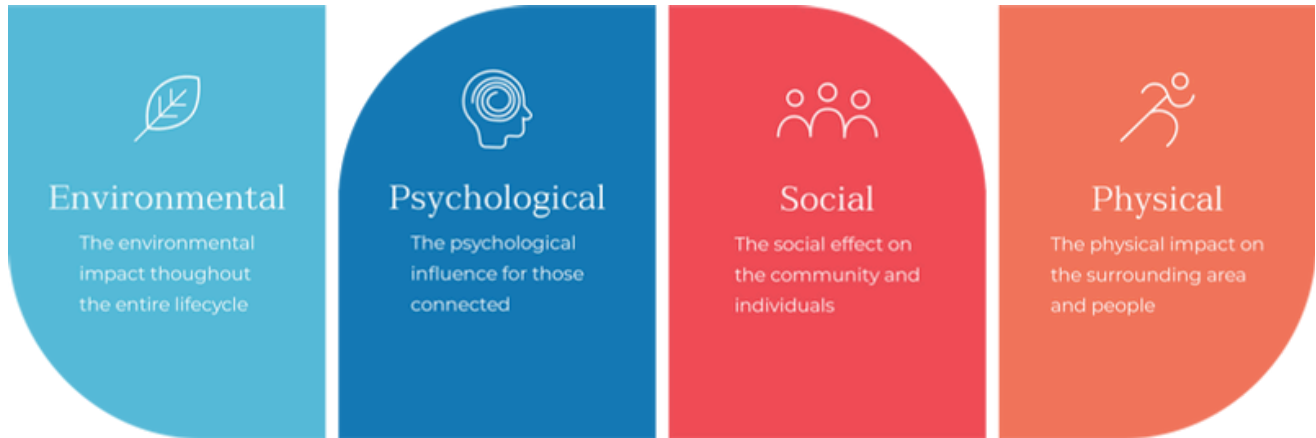 Environmental
The environmental
impact thoughout
the entire lifecycle
Psychological
The psychological
influence for those
connected
Social
The social effect on
the community and
individuals
Physical
The physical impact on
the surrounding area
and people